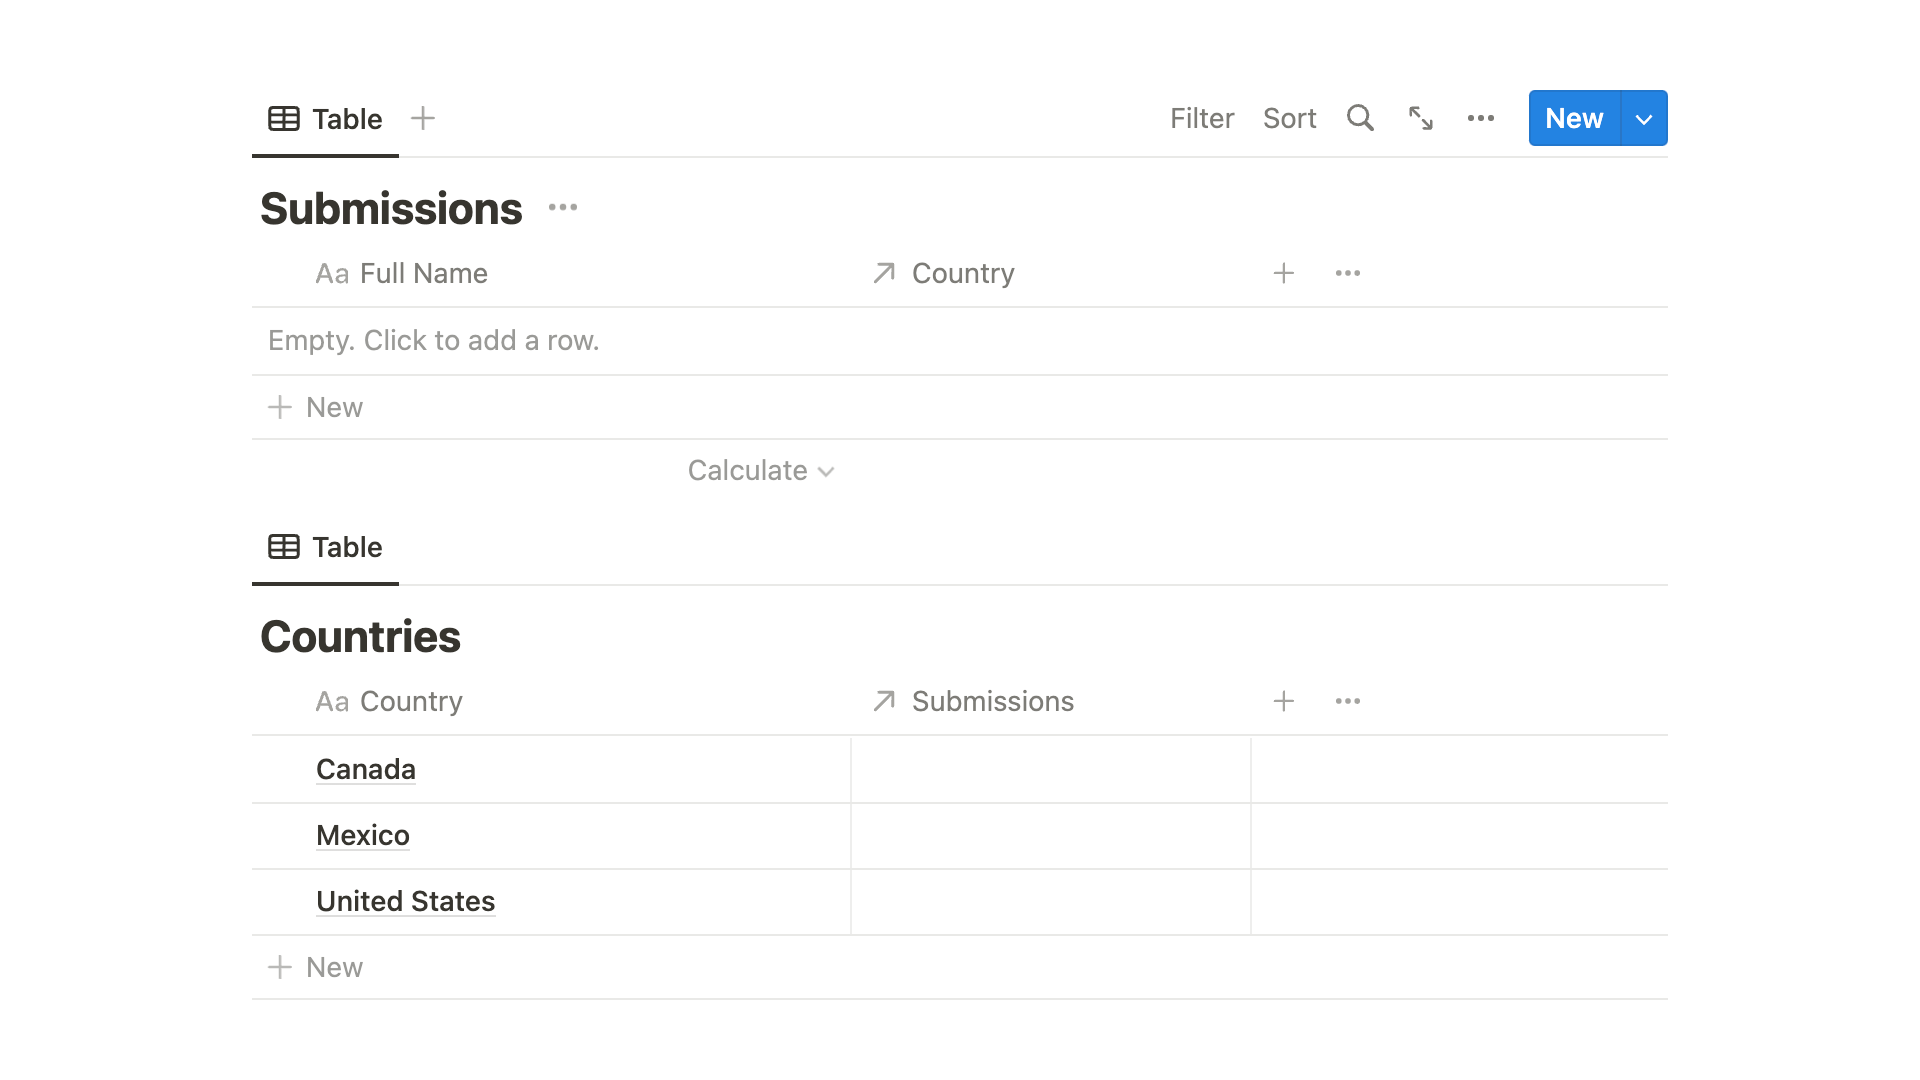 Table
Filter Sort New
Submissions
Aa Full Name Country
Empty. Click to add a row.
New
Calculate
Table
Countries
Aa Country Submissions
Canada
Mexico
United States
New